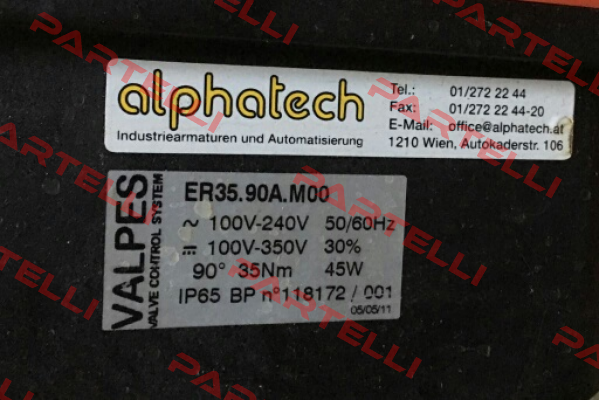 alphatech
Industriearmaturen und Automatisierung
Tel.: 01/272 22 44
Fax: 01/272 22 44-20
E-Mail: office@alphatech.at
1210 Wien, Autokaderstr. 106
VALPES
VALVE CONTROL SYSTEM
ER35.90A.M00
~ 100V-240V 50/60Hz
⎓ 100V-350V 30%
90° 35Nm 45W
IP65 BP n°118172 / 001
05/05/11
PARTELLI
PARTELLI
PARTELLI
PARTELLI
PARTELLI
PARTELLI
PARTELLI